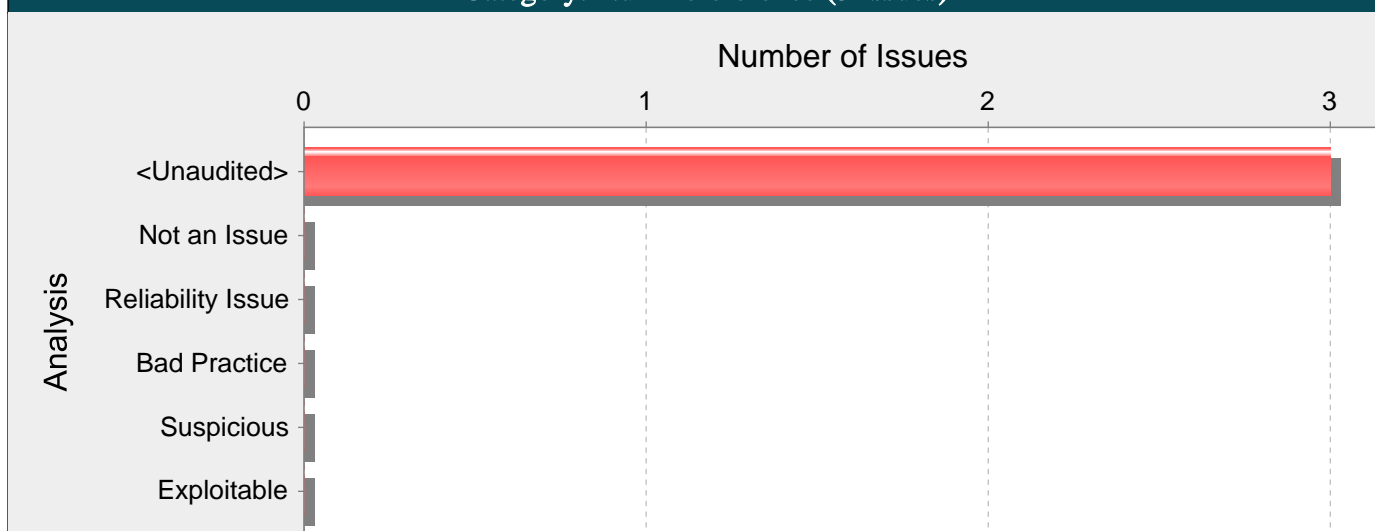 Number of Issues
0 1 2 3
<Unaudited>
Not an Issue
Reliability Issue
Bad Practice
Suspicious
Exploitable
Analysis